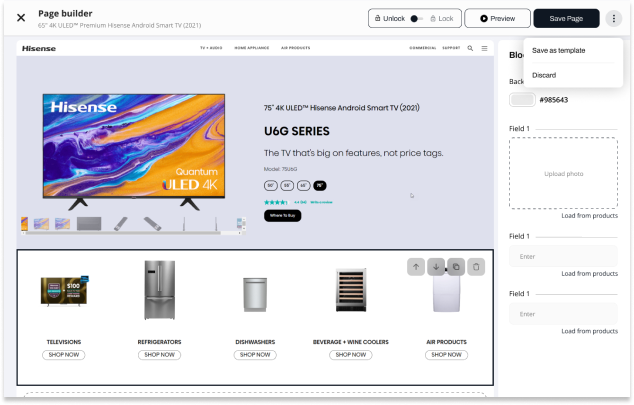 Page builder
65" 4K ULED™ Premium Hisense Android Smart TV (2021)
Unlock
Lock
Preview
Save Page
Save as template
Discard
Hisense
TV + AUDIO
HOME APPLIANCE
AIR PRODUCTS
COMMERCIAL
SUPPORT
Hisense
Quantum
ULED 4K
75" 4K ULED™ Hisense Android Smart TV (2021)
U6G SERIES
The TV that's big on features, not price tags.
Model: 75U6G
50"
55"
65"
75"
Write a review
Where To Buy
#985643
Field 1
Upload photo
Load from products
Field 1
Enter
Load from products
Field 1
Enter
Load from products
$100
TELEVISIONS
SHOP NOW
REFRIGERATORS
SHOP NOW
DISHWASHERS
SHOP NOW
BEVERAGE + WINE COOLERS
SHOP NOW
AIR PRODUCTS
SHOP NOW